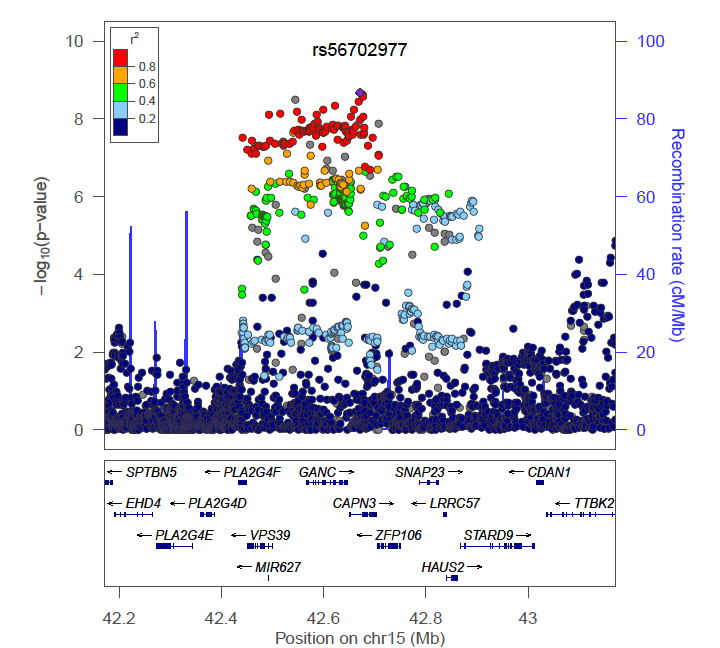 rs56702977
r²
0.8
0.6
0.4
0.2
10
8
6
4
2
0
−log10(p-value)
100
80
60
40
20
0
Recombination rate (cM/Mb)
← SPTBN5
← PLA2G4F
GANC →
SNAP23 →
← CDAN1
← EHD4
← PLA2G4D
CAPN3 →
← LRRC57
← TTBK2
← PLA2G4E
← VPS39
← ZFP106
STARD9 →
← MIR627
HAUS2 →
42.2
42.4
42.6
42.8
43
Position on chr15 (Mb)